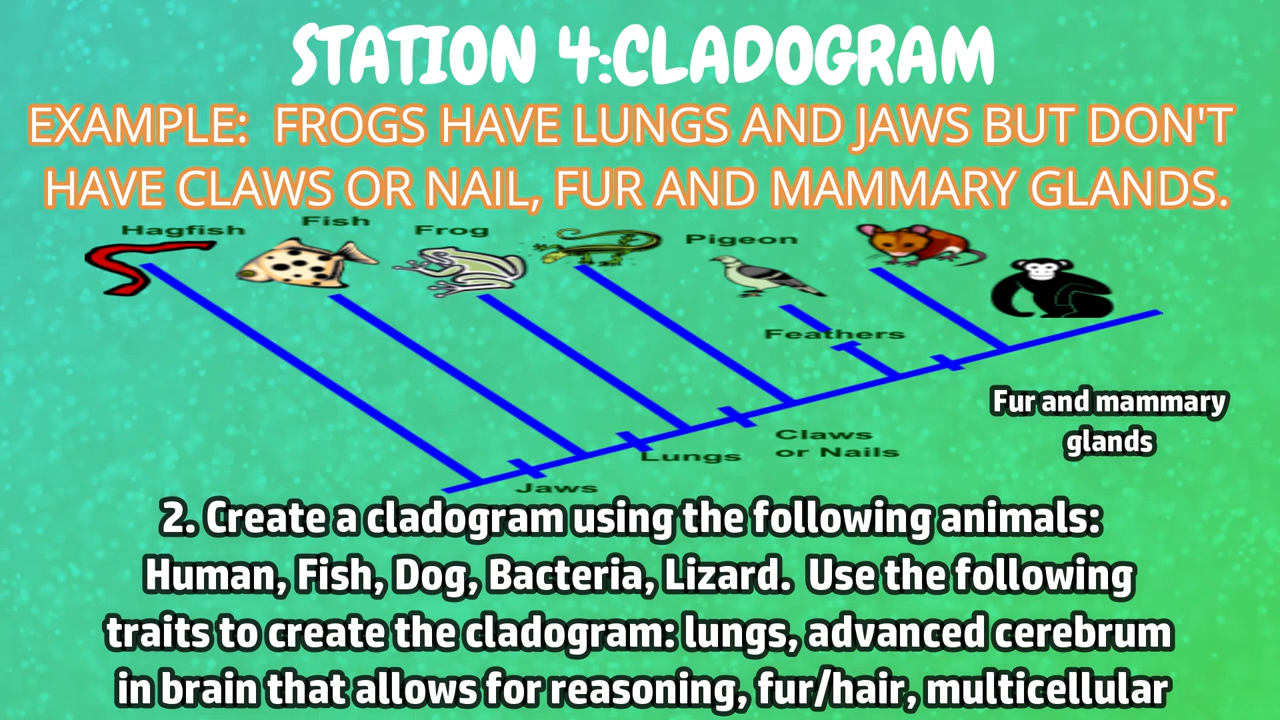 STATION 4:CLADOGRAM
EXAMPLE: FROGS HAVE LUNGS AND JAWS BUT DON'T
HAVE CLAWS OR NAIL, FUR AND MAMMARY GLANDS.
Hagfish
Fish
Frog
Pigeon
Feathers
Fur and mammary
glands
Claws
or Nails
Lungs
Jaws
2. Create a cladogram using the following animals:
Human, Fish, Dog, Bacteria, Lizard. Use the following
traits to create the cladogram: lungs, advanced cerebrum
in brain that allows for reasoning, fur/hair, multicellular